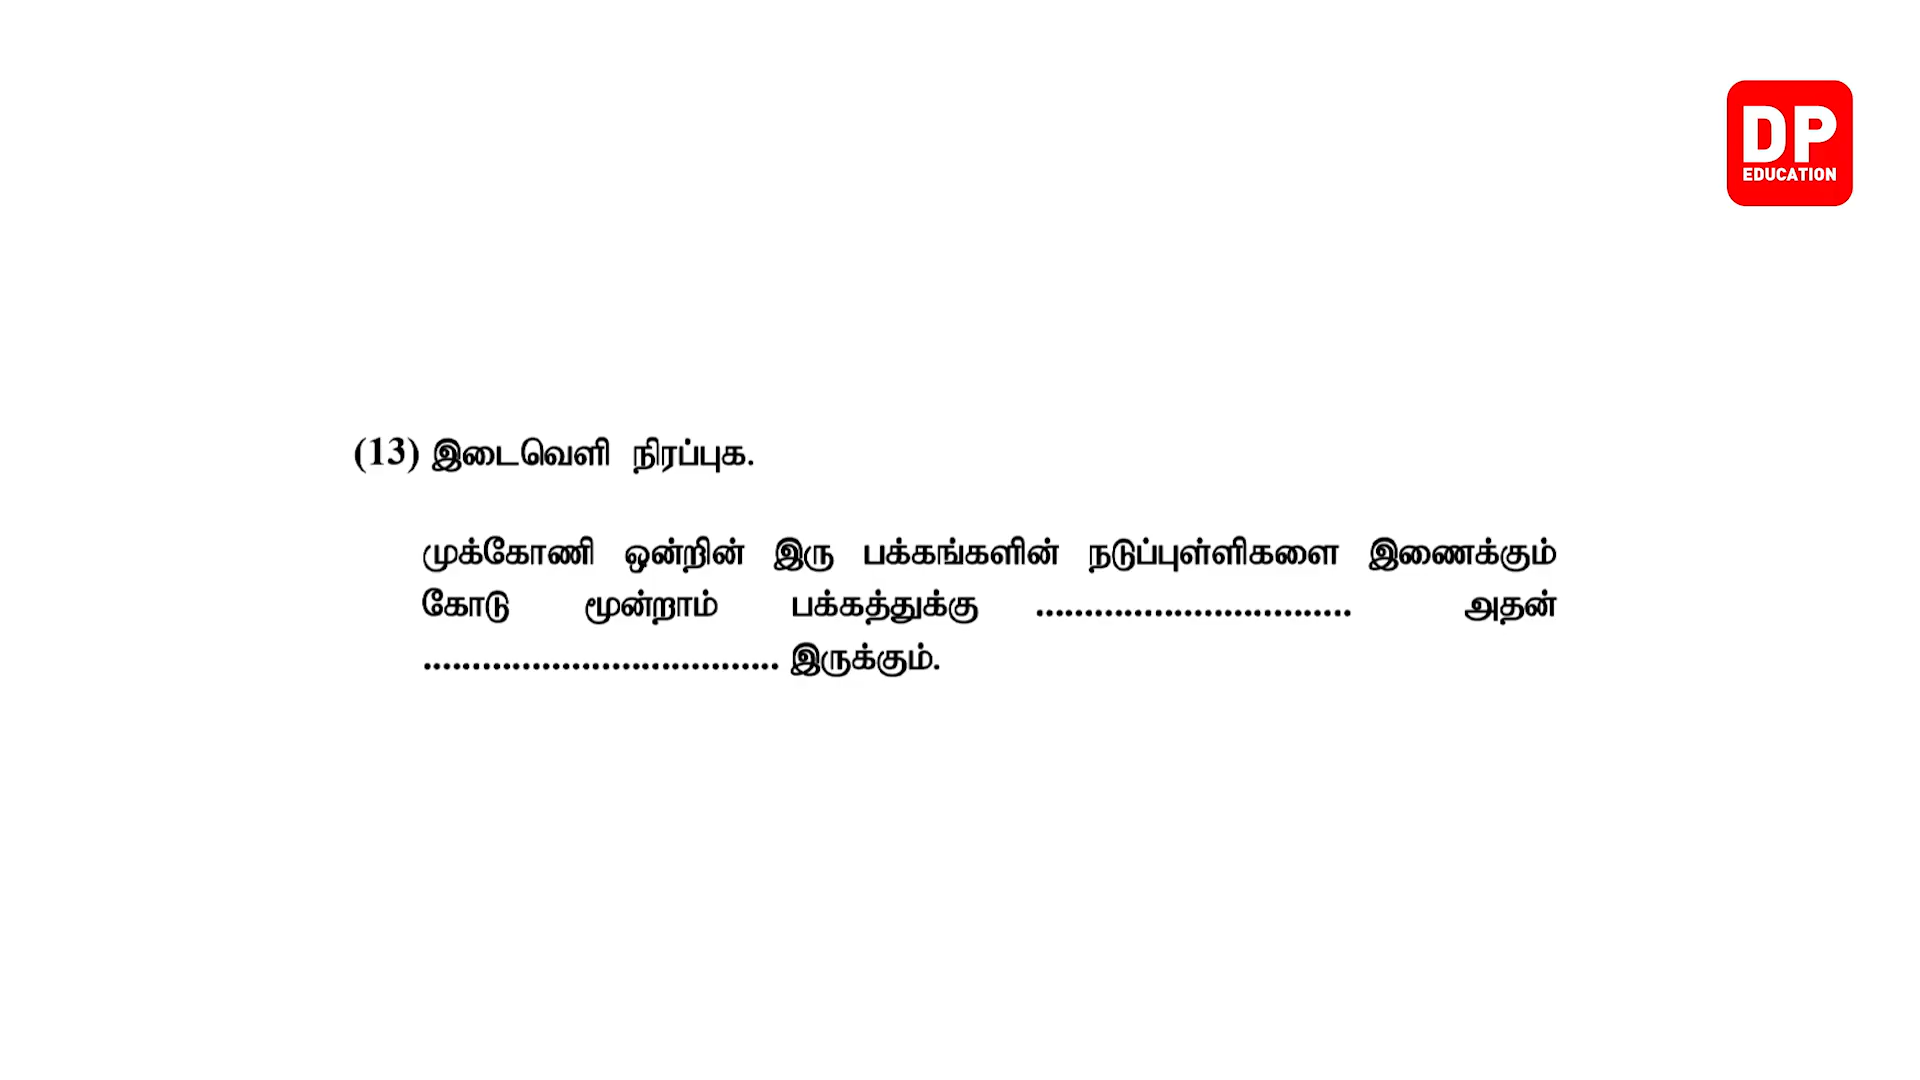 DP
EDUCATION
(13) இடைவெளி நிரப்புக.
முக்கோணி ஒன்றின் இரு பக்கங்களின் நடுப்புள்ளிகளை இணைக்கும்
கோடு மூன்றாம் பக்கத்துக்கு ................................ அதன்
.................................... இருக்கும்.